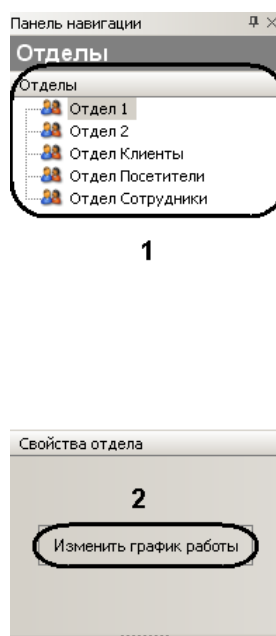 Панель навигации
Отделы
Отделы
Отдел 1
Отдел 2
Отдел Клиенты
Отдел Посетители
Отдел Сотрудники
1
Свойства отдела
2
Изменить график работы